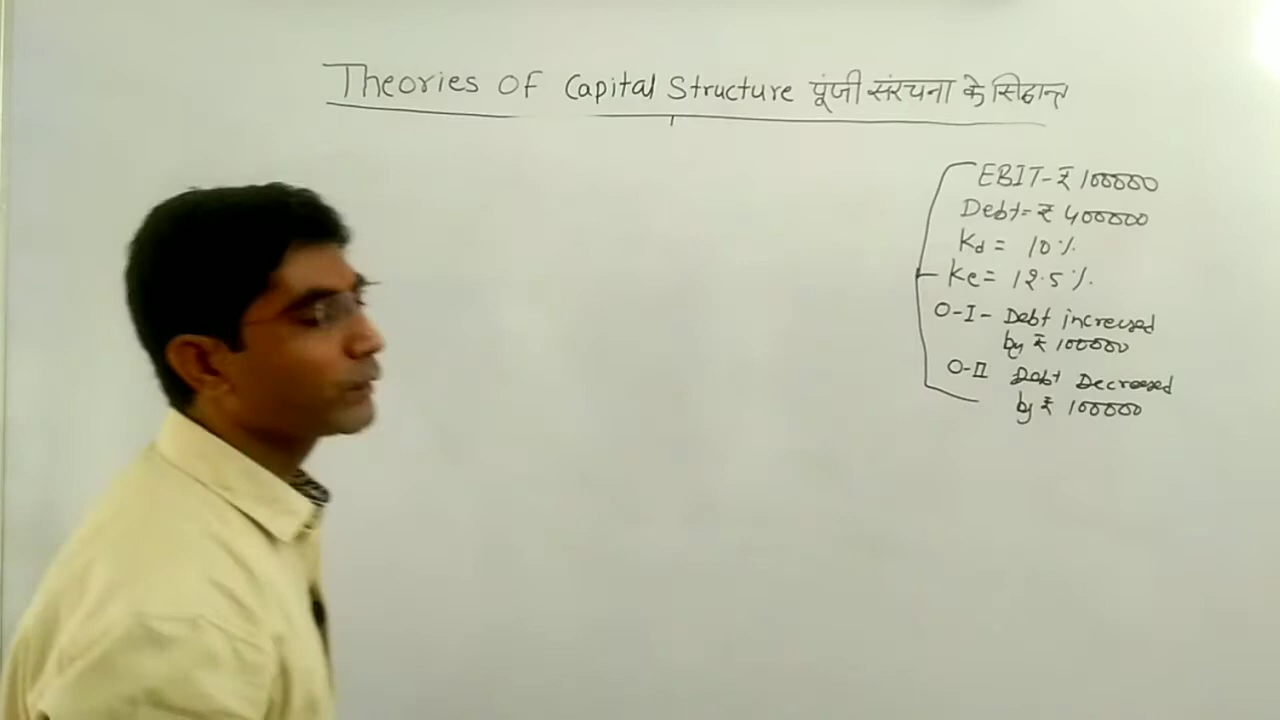 Theories OF Capital Structure पूंजी संरचना के सिद्धान्त
EBIT - ₹ 100000
Debt = ₹ 400000
Kd = 10%.
Ke = 12.5%.
O-I - Debt increased
by ₹ 100000
O-II Debt Decreased
by ₹ 100000